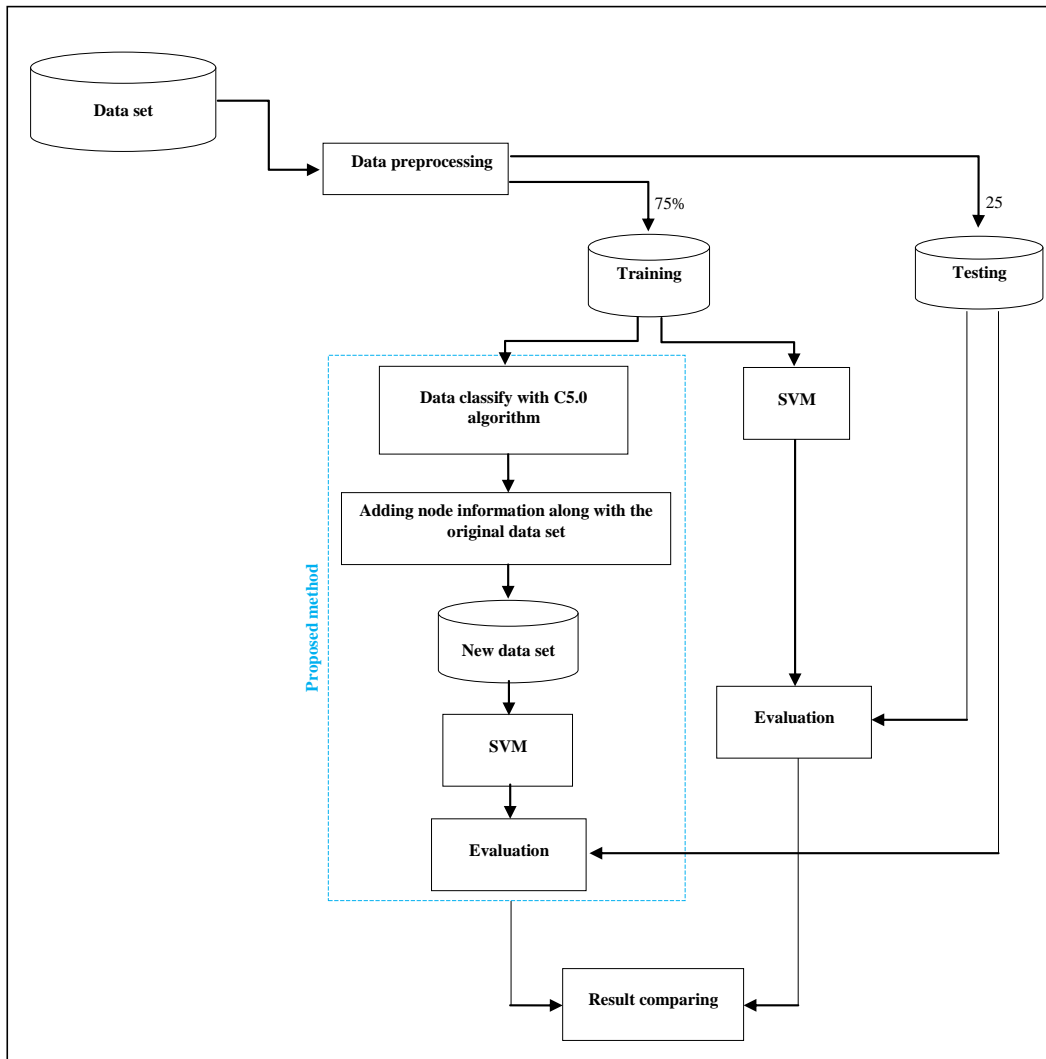 Data set
Data preprocessing
75%
25
Training
Testing
Data classify with C5.0
algorithm
SVM
Adding node information along with the
original data set
Proposed method
New data set
Evaluation
SVM
Evaluation
Result comparing